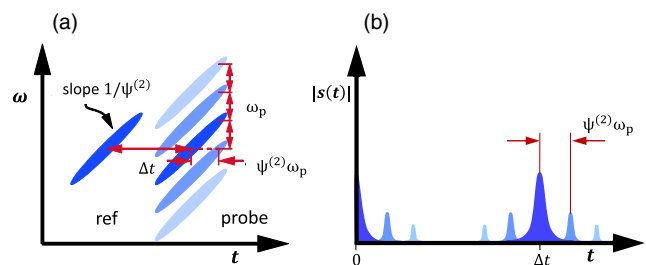 (a)
(b)
slope 1/ψ⁽²⁾
ω
ωₚ
Δt
ψ⁽²⁾ωₚ
ref
probe
t
|s(t)|
ψ⁽²⁾ωₚ
0
Δt
t